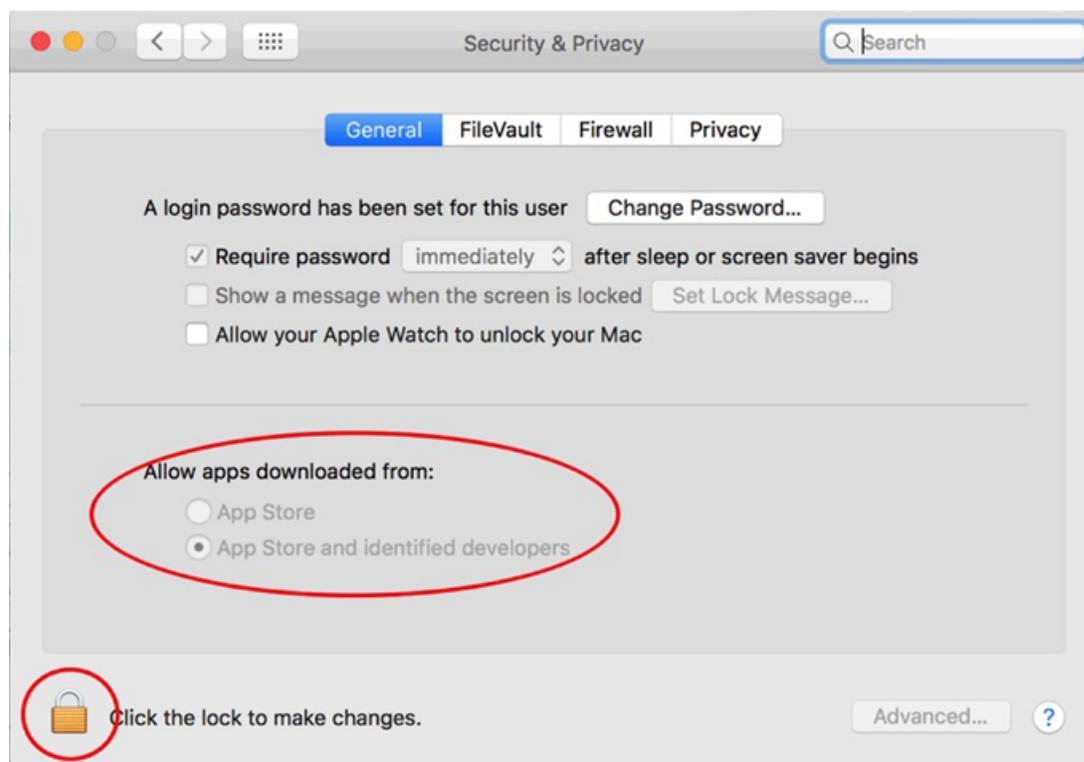 Security & Privacy
Search
General FileVault Firewall Privacy
A login password has been set for this user Change Password...
Require password immediately after sleep or screen saver begins
Show a message when the screen is locked Set Lock Message...
Allow your Apple Watch to unlock your Mac
Allow apps downloaded from:
App Store
App Store and identified developers
Click the lock to make changes.
Advanced... ?